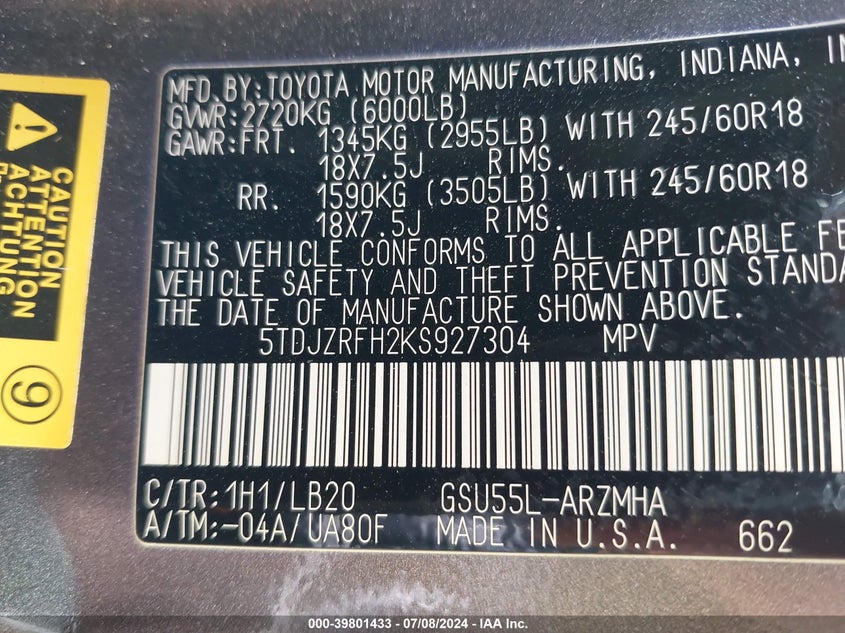 MFD. BY: TOYOTA MOTOR MANUFACTURING, INDIANA,
GVWR: 2720KG (6000LB)
GAWR: FRT. 1345KG (2955LB) WITH 245/60R18
18X7.5J RIMS.
RR. 1590KG (3505LB) WITH 245/60R18
18X7.5J RIMS.
THIS VEHICLE CONFORMS TO ALL APPLICABLE
VEHICLE SAFETY AND THEFT PREVENTION
THE DATE OF MANUFACTURE SHOWN ABOVE.
5TDJZRFH2KS927304 MPV
C/TR: 1H1/LB20 GSU55L-ARZMHA
A/TM: -04A/UA80F MADE IN U.S.A. 662
CAUTION
ATTENTION
ACHTUNG
9
000-39801433 - 07/08/2024 - IAA Inc.